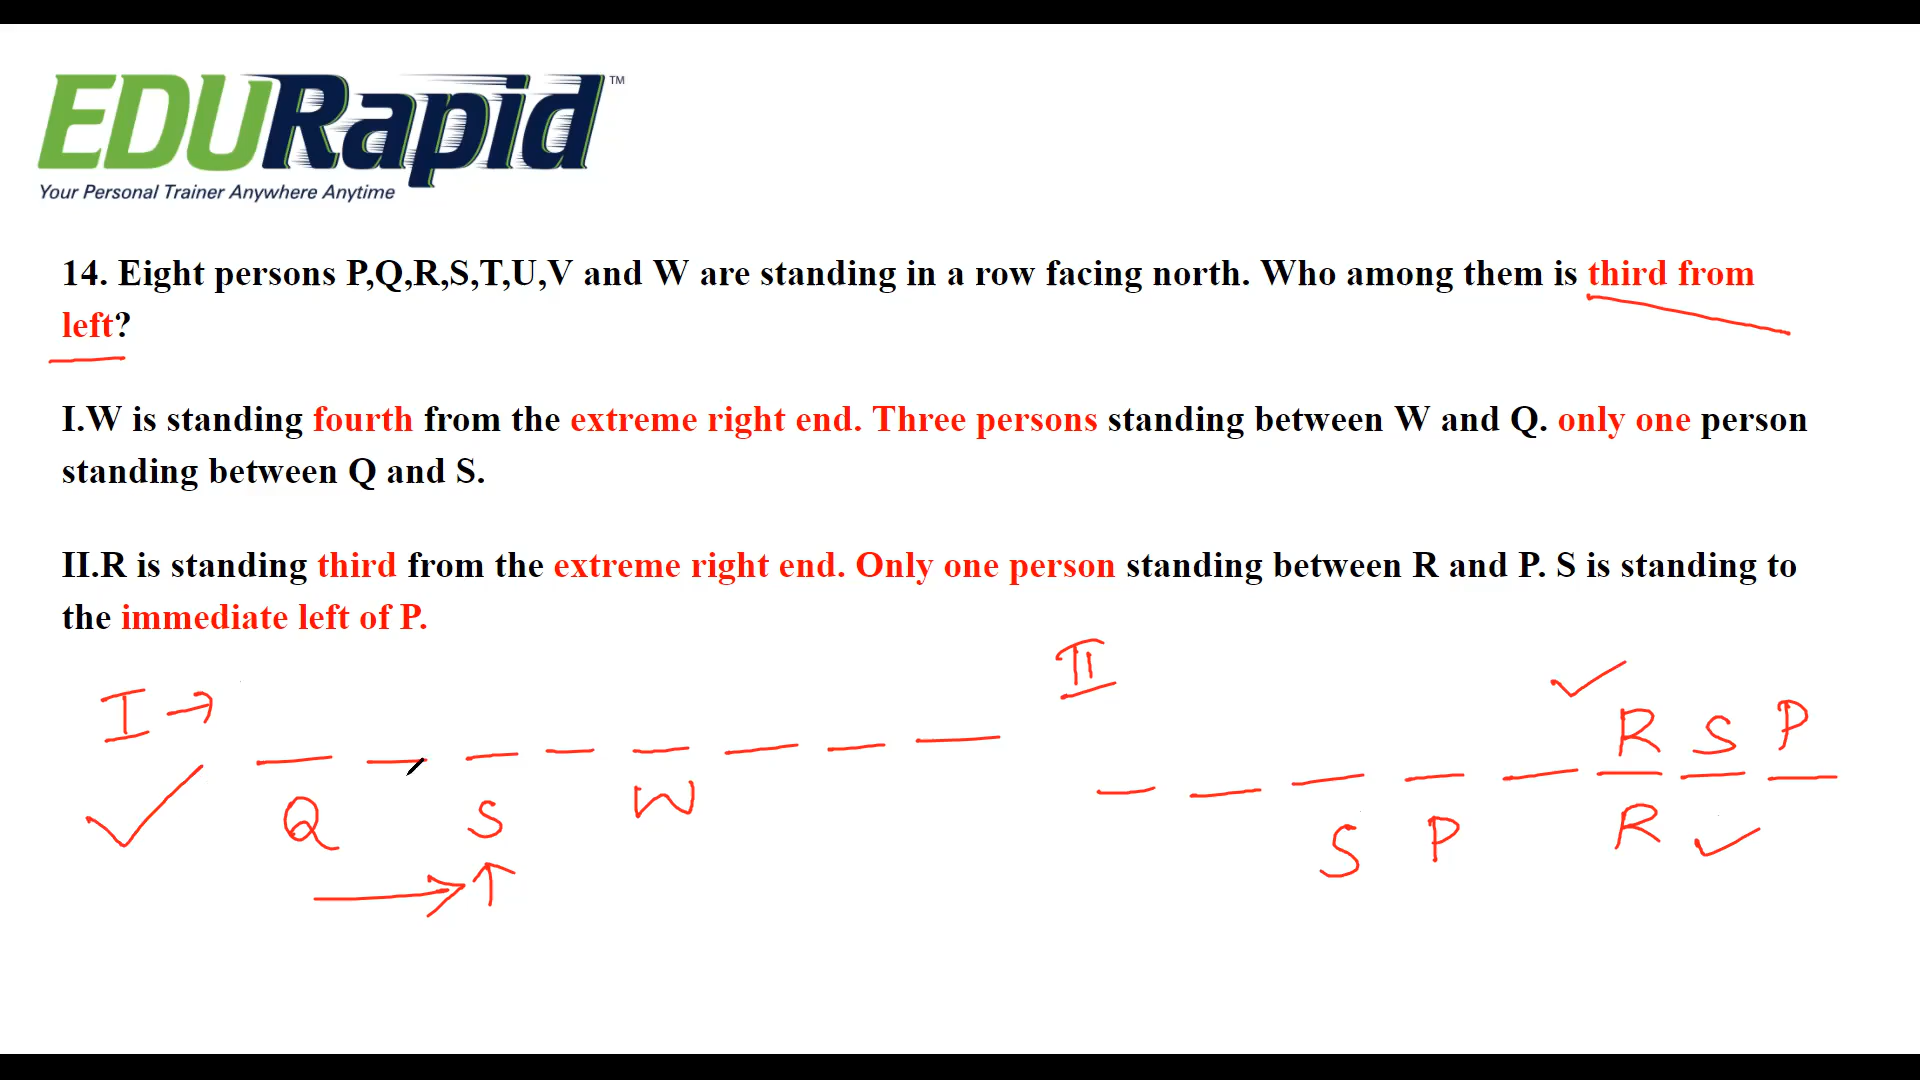 EDURapid™
Your Personal Trainer Anywhere Anytime
14. Eight persons P,Q,R,S,T,U,V and W are standing in a row facing north. Who among them is third from
left?
I.W is standing fourth from the extreme right end. Three persons standing between W and Q. only one person
standing between Q and S.
II.R is standing third from the extreme right end. Only one person standing between R and P. S is standing to
the immediate left of P.
I →
Q S W
II
R S P
S P R